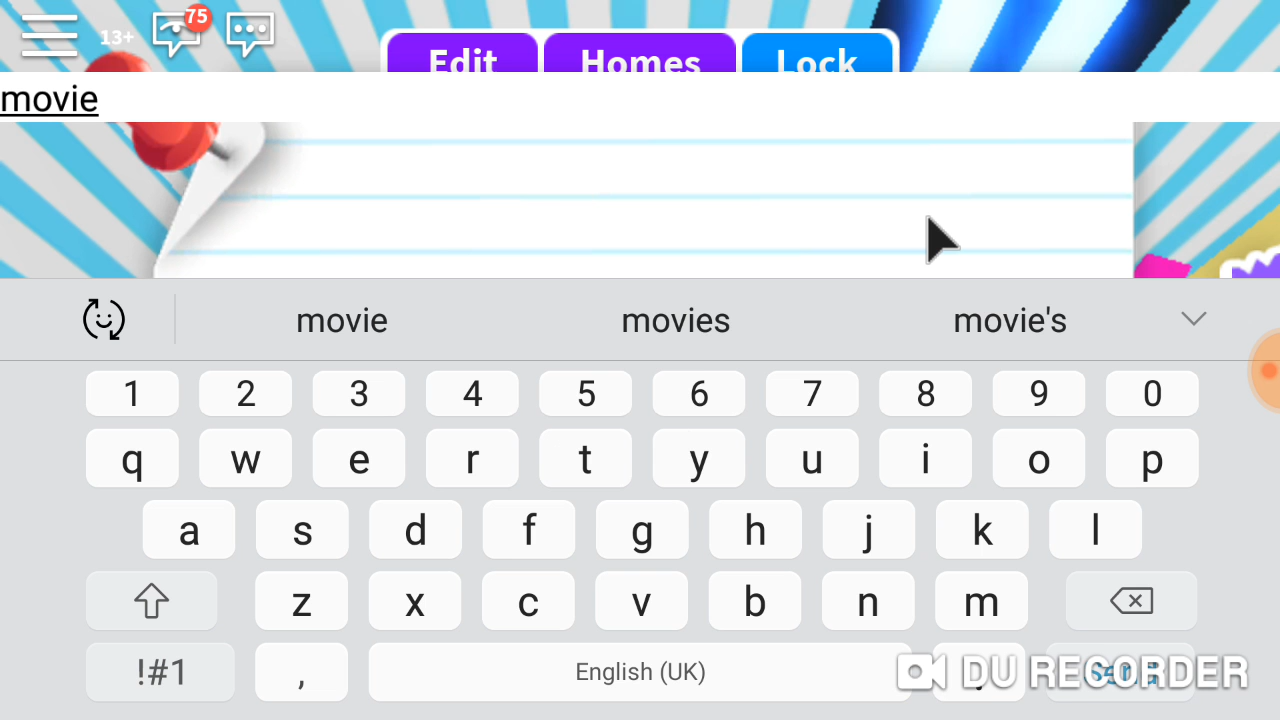 75
13+
Edit Homes Lock
movie
movie movies movie's
1 2 3 4 5 6 7 8 9 0
q w e r t y u i o p
a s d f g h j k l
z x c v b n m
!#1 , English (UK) .
DU RECORDER